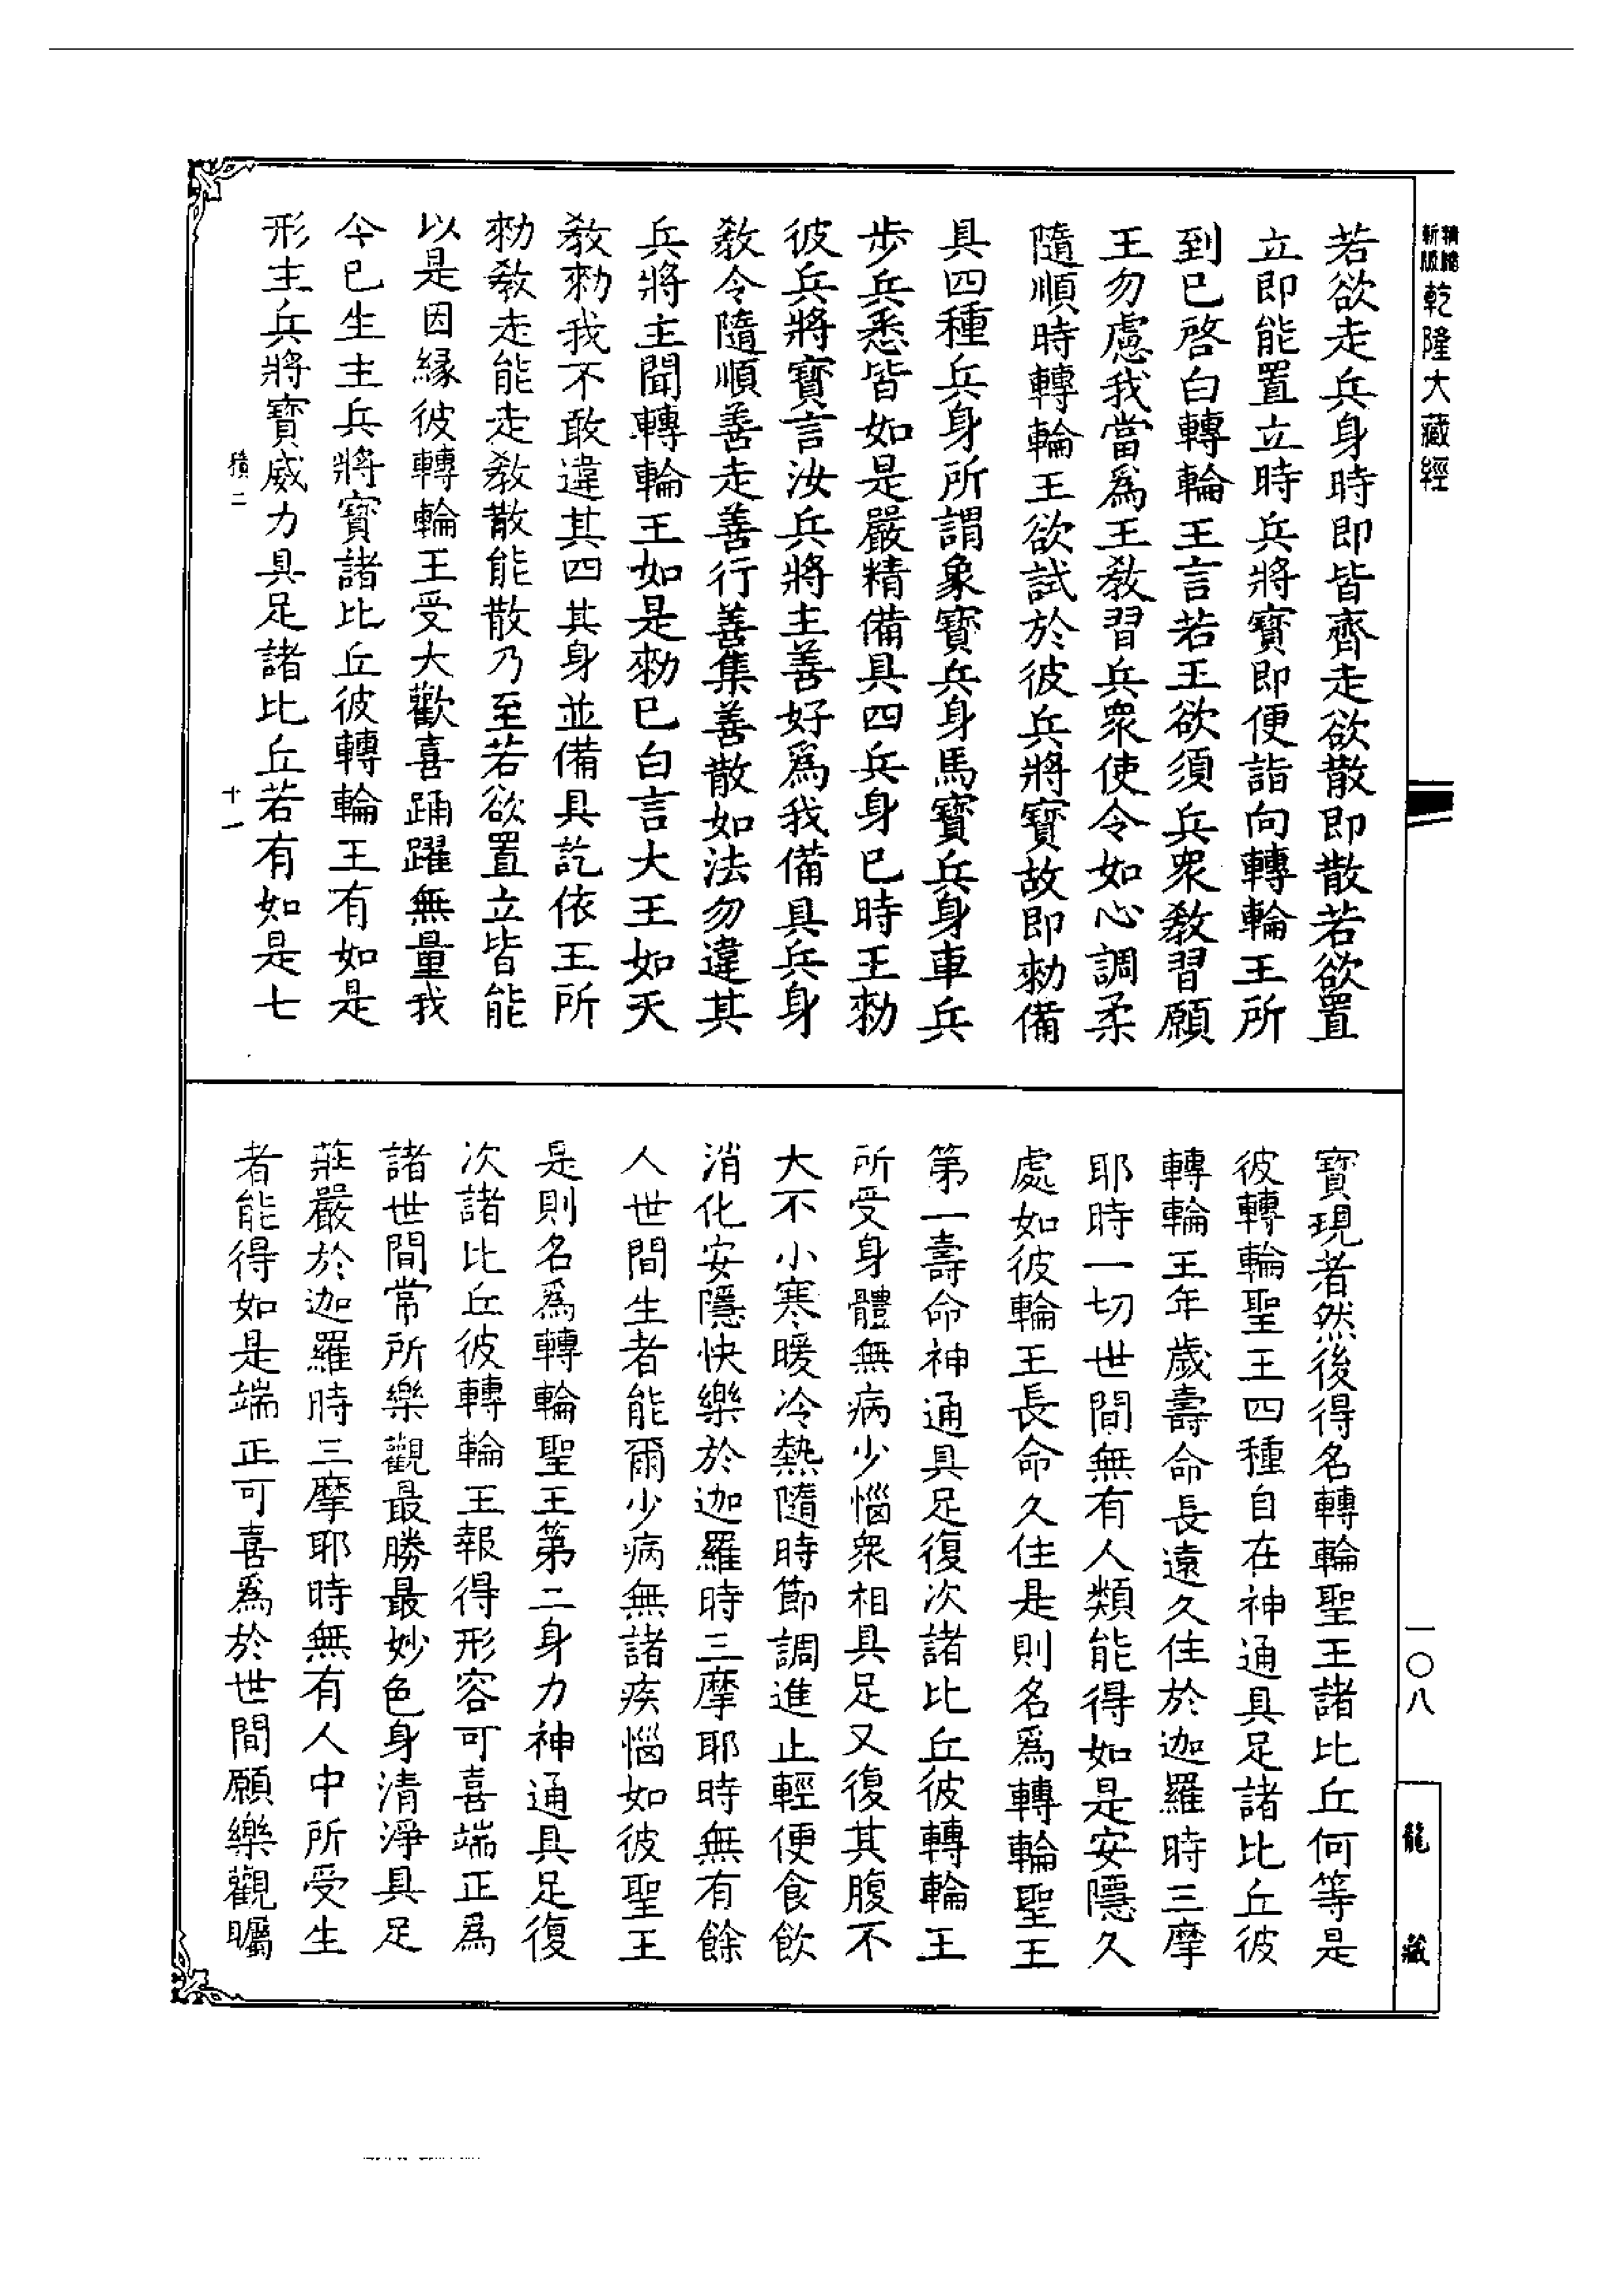 精縮新版乾隆大藏經
若欲走兵身時即皆齊走欲散即散若欲置
立即能置立時兵將寶即便詣向轉輪王所
到已啓白轉輪王言若王欲須兵衆教習願
王勿慮我當爲王教習兵衆使令如心調柔
隨順時轉輪王欲試於彼兵將寶故即勑備
具四種兵身所謂象寶兵身馬寶兵身車兵
步兵悉皆如是嚴精備具四兵身已時王勑
彼兵將寶言汝兵將主善好爲我備具兵身
教令隨順善走善行善集善散如法勿違其
兵將主聞轉輪王如是勑已白言大王如天
教勑我不敢違其四其身並備具訖依王所
勑教走能走教散能散乃至若欲置立皆能
以是因緣彼轉輪王受大歡喜踊躍無量我
今已生主兵將寶諸比丘彼轉輪王有如是
形主兵將寶威力具足諸比丘若有如是七
積二 十一
寶現者然後得名轉輪聖王諸比丘何等是
彼轉輪聖王四種自在神通具足諸比丘彼
轉輪王年歲壽命長遠久住於迦羅時三摩
耶時一切世間無有人類能得如是安隱久
處如彼輪王長命久住是則名爲轉輪聖王
第一壽命神通具足復次諸比丘彼轉輪王
所受身體無病少惱衆相具足又復其腹不
大不小寒暖冷熱隨時節調進止輕便食飲
消化安隱快樂於迦羅時三摩耶時無有餘
人世間生者能爾少病無諸疾惱如彼聖王
是則名爲轉輪聖王第二身力神通具足復
次諸比丘彼轉輪王報得形容可喜端正爲
諸世間常所樂觀最勝最妙色身清淨具足
莊嚴於迦羅時三摩耶時無有人中所受生
者能得如是端正可喜爲於世間願樂觀矚
一〇八
龍藏